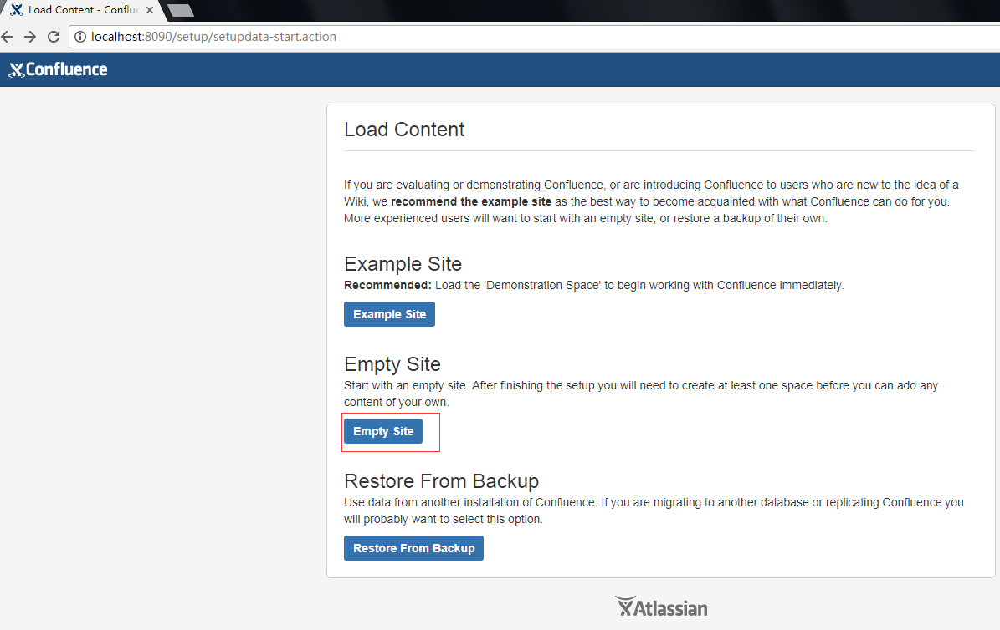 Load Content - Conflue
localhost:8090/setup/setupdata-start.action
Confluence
Load Content
If you are evaluating or demonstrating Confluence, or are introducing Confluence to users who are new to the idea of a
Wiki, we recommend the example site as the best way to become acquainted with what Confluence can do for you.
More experienced users will want to start with an empty site, or restore a backup of their own.
Example Site
Recommended: Load the 'Demonstration Space' to begin working with Confluence immediately.
Example Site
Empty Site
Start with an empty site. After finishing the setup you will need to create at least one space before you can add any
content of your own.
Empty Site
Restore From Backup
Use data from another installation of Confluence. If you are migrating to another database or replicating Confluence you
will probably want to select this option.
Restore From Backup
Atlassian